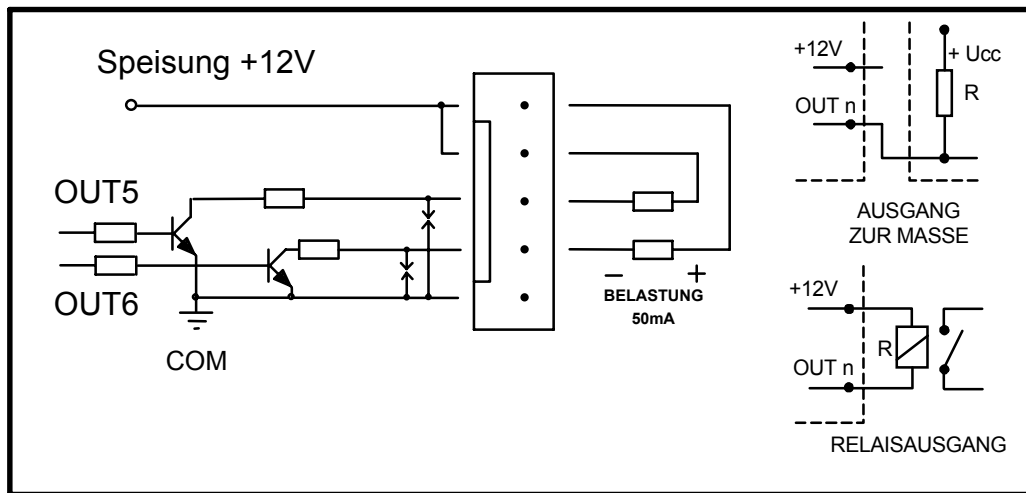 Speisung +12V
OUT5
OUT6
COM
− +
BELASTUNG
50mA
+12V
+ Ucc
OUT n
R
AUSGANG
ZUR MASSE
+12V
R
OUT n
RELAISAUSGANG